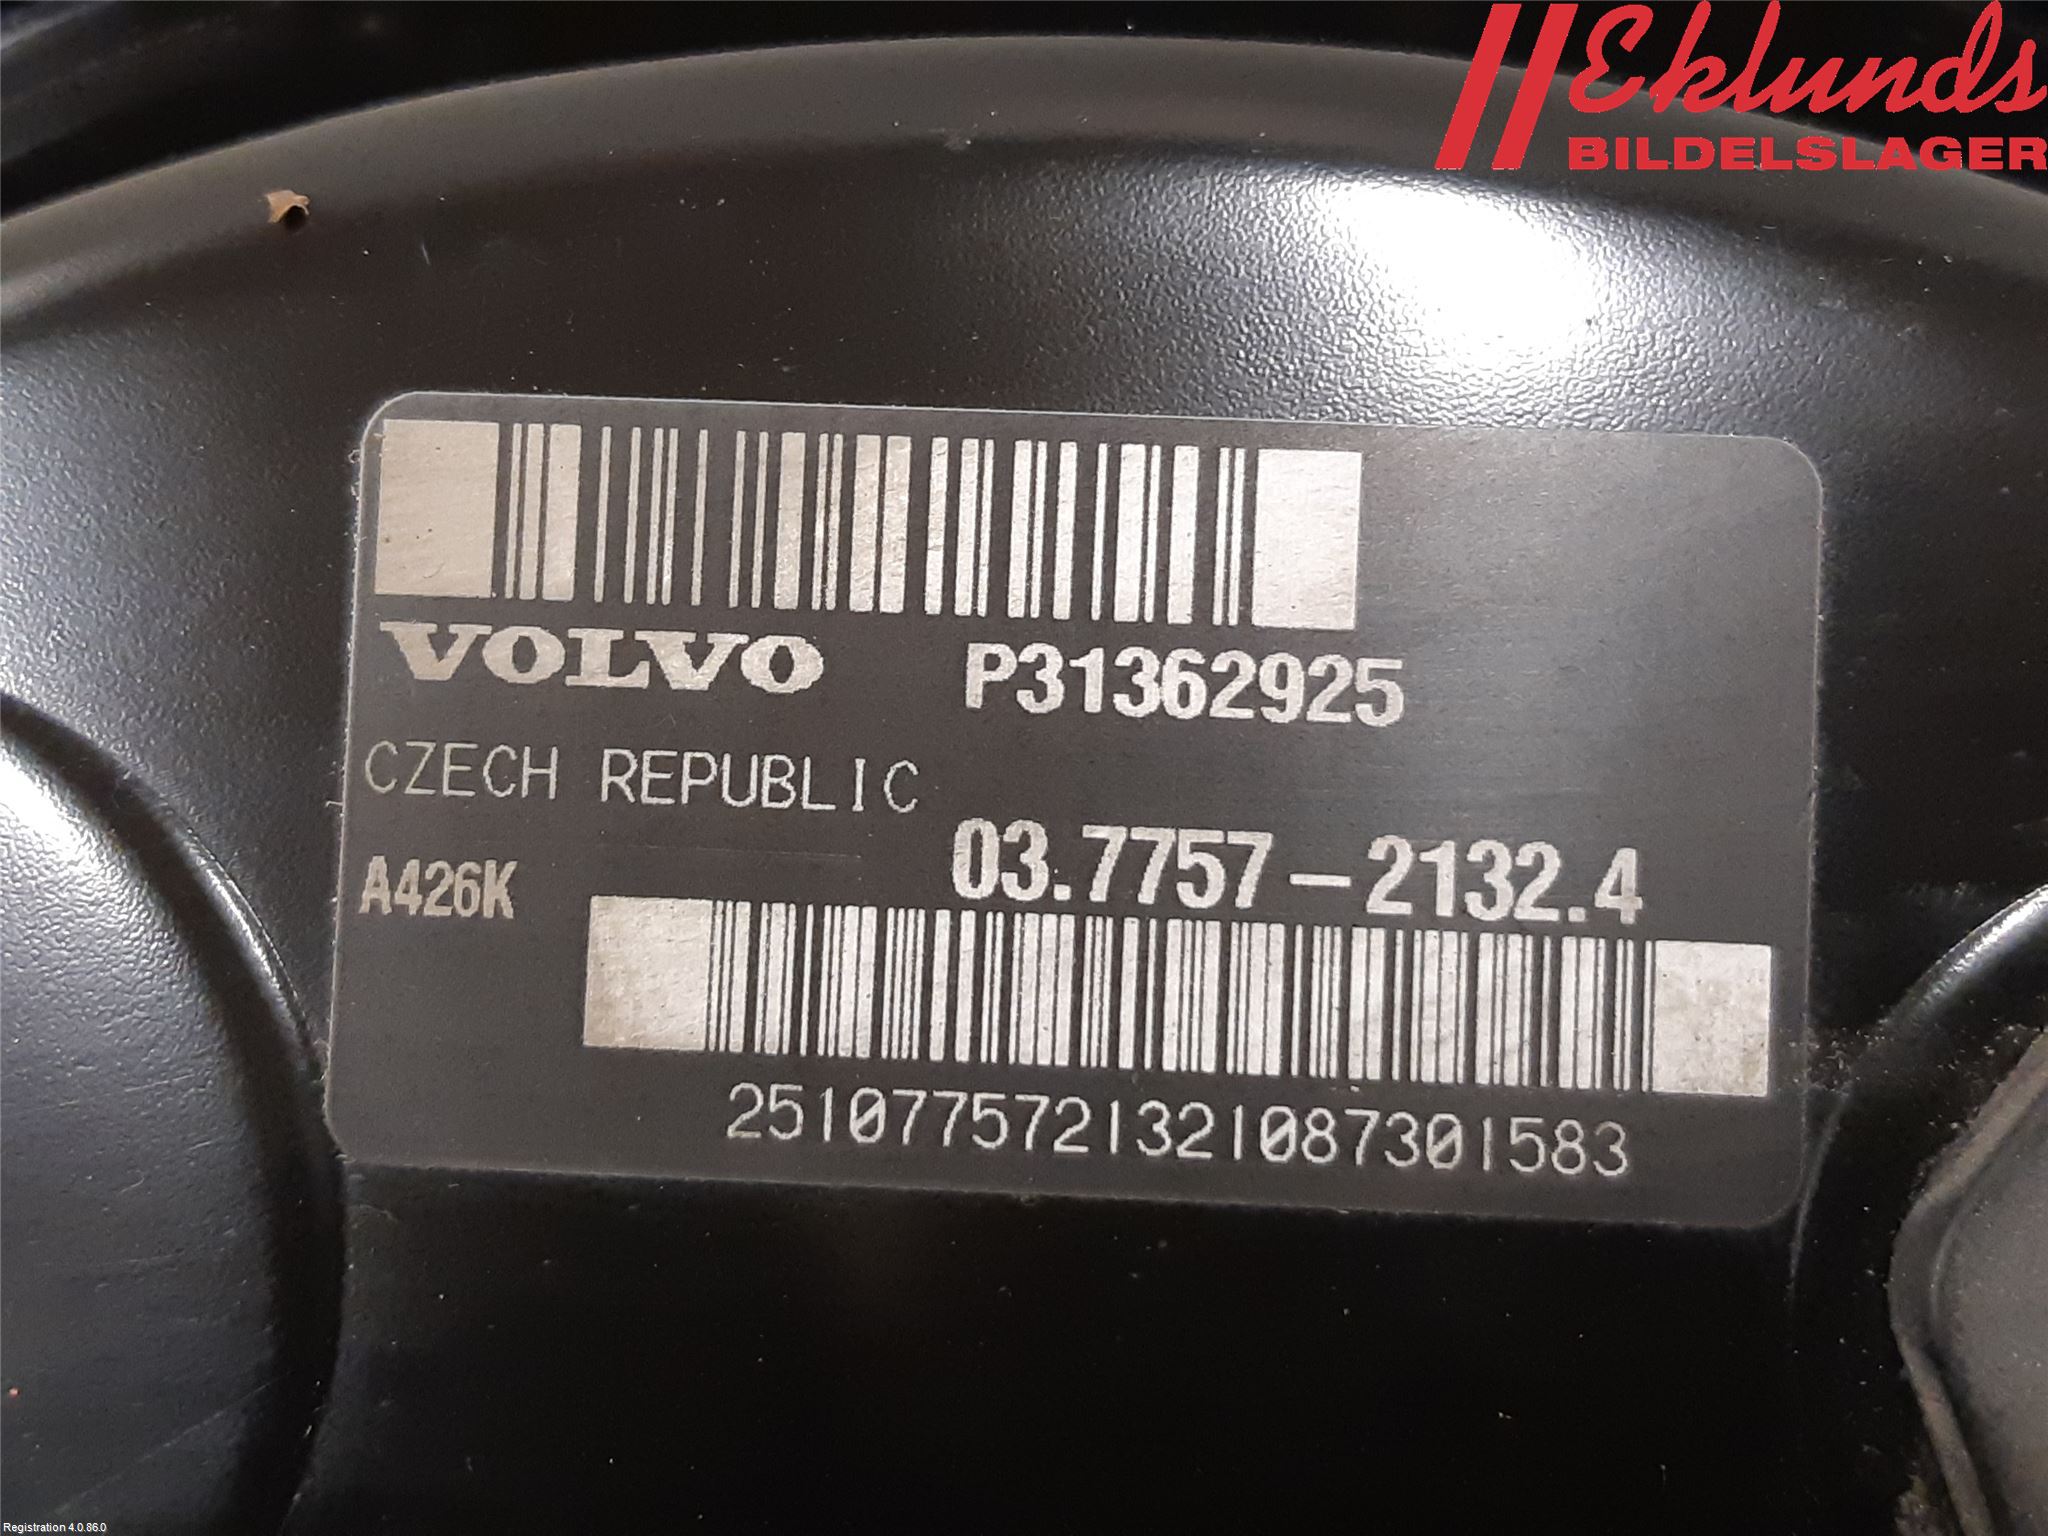 Eklunds
BILDELSLAGER
VOLVO P31362925
CZECH REPUBLIC
03.7757-2132.4
A426K
2510775721321087301583
Registration 4.0.86.0